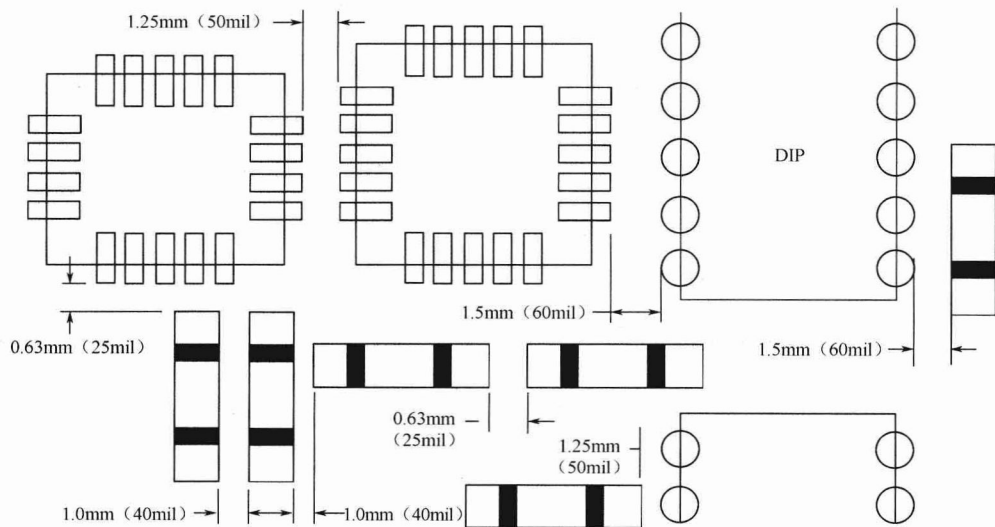 1.25mm（50mil）
DIP
1.5mm（60mil）
0.63mm（25mil）
1.5mm（60mil）
0.63mm
（25mil）
1.25mm
（50mil）
1.0mm（40mil）
1.0mm（40mil）